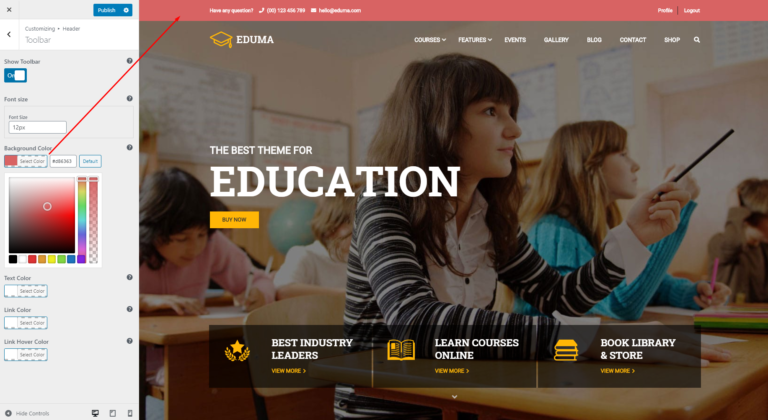 Publish
Customizing ▸ Header
Toolbar
Show Toolbar
On
Font size
Font Size
12px
Background Color
Select Color
#d86363
Default
Text Color
Select Color
Link Color
Select Color
Link Hover Color
Select Color
Hide Controls
Have any question?
(00) 123 456 789
hello@eduma.com
Profile
Logout
EDUMA
COURSES
FEATURES
EVENTS
GALLERY
BLOG
CONTACT
SHOP
THE BEST THEME FOR
EDUCATION
BUY NOW
BEST INDUSTRY
LEADERS
VIEW MORE
LEARN COURSES
ONLINE
VIEW MORE
BOOK LIBRARY
& STORE
VIEW MORE